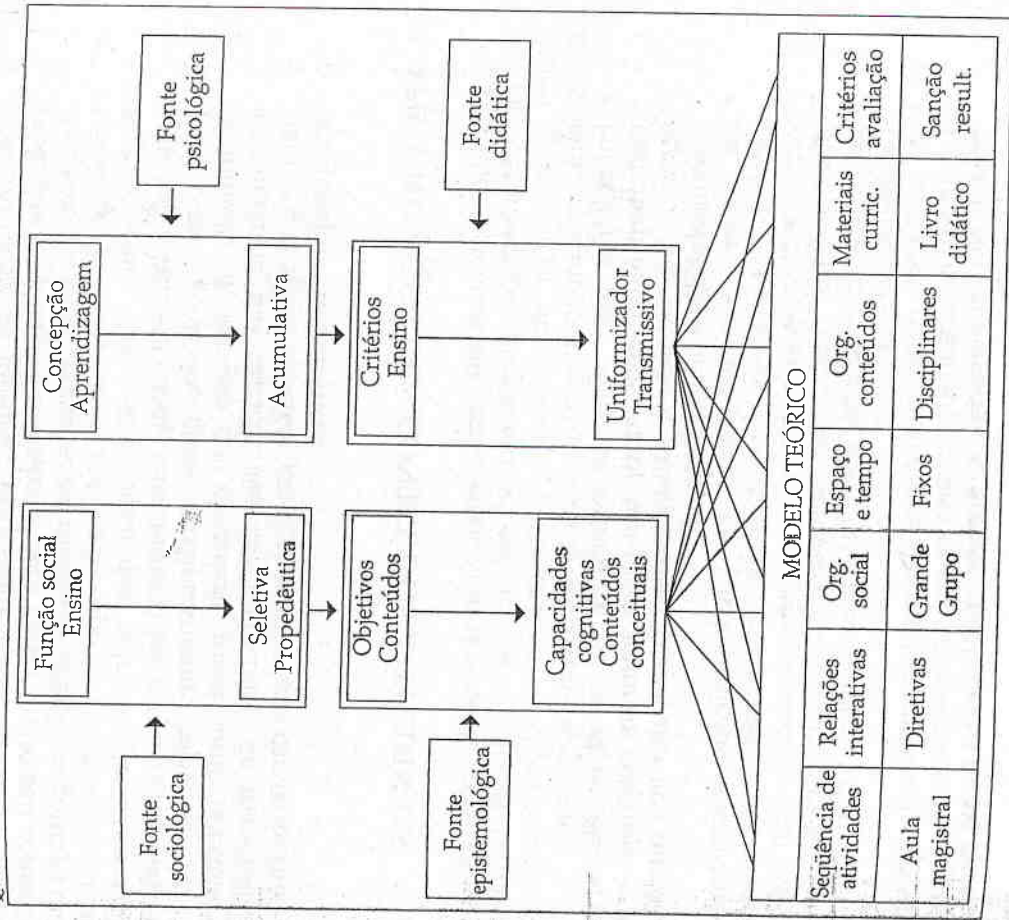 Função social
Ensino
Concepção
Aprendizagem
Fonte
sociológica
Fonte
psicológica
Seletiva
Propedêutica
Acumulativa
Objetivos
Conteúdos
Critérios
Ensino
Fonte
epistemológica
Fonte
didática
Capacidades
cognitivas
Conteúdos
conceituais
Uniformizador
Transmissivo
MODELO TEÓRICO
Seqüência de
atividades
Relações
interativas
Org.
social
Espaço
e tempo
Org.
conteúdos
Materiais
curric.
Critérios
avaliação
Aula
magistral
Diretivas
Grande
Grupo
Fixos
Disciplinares
Livro
didático
Sanção
result.